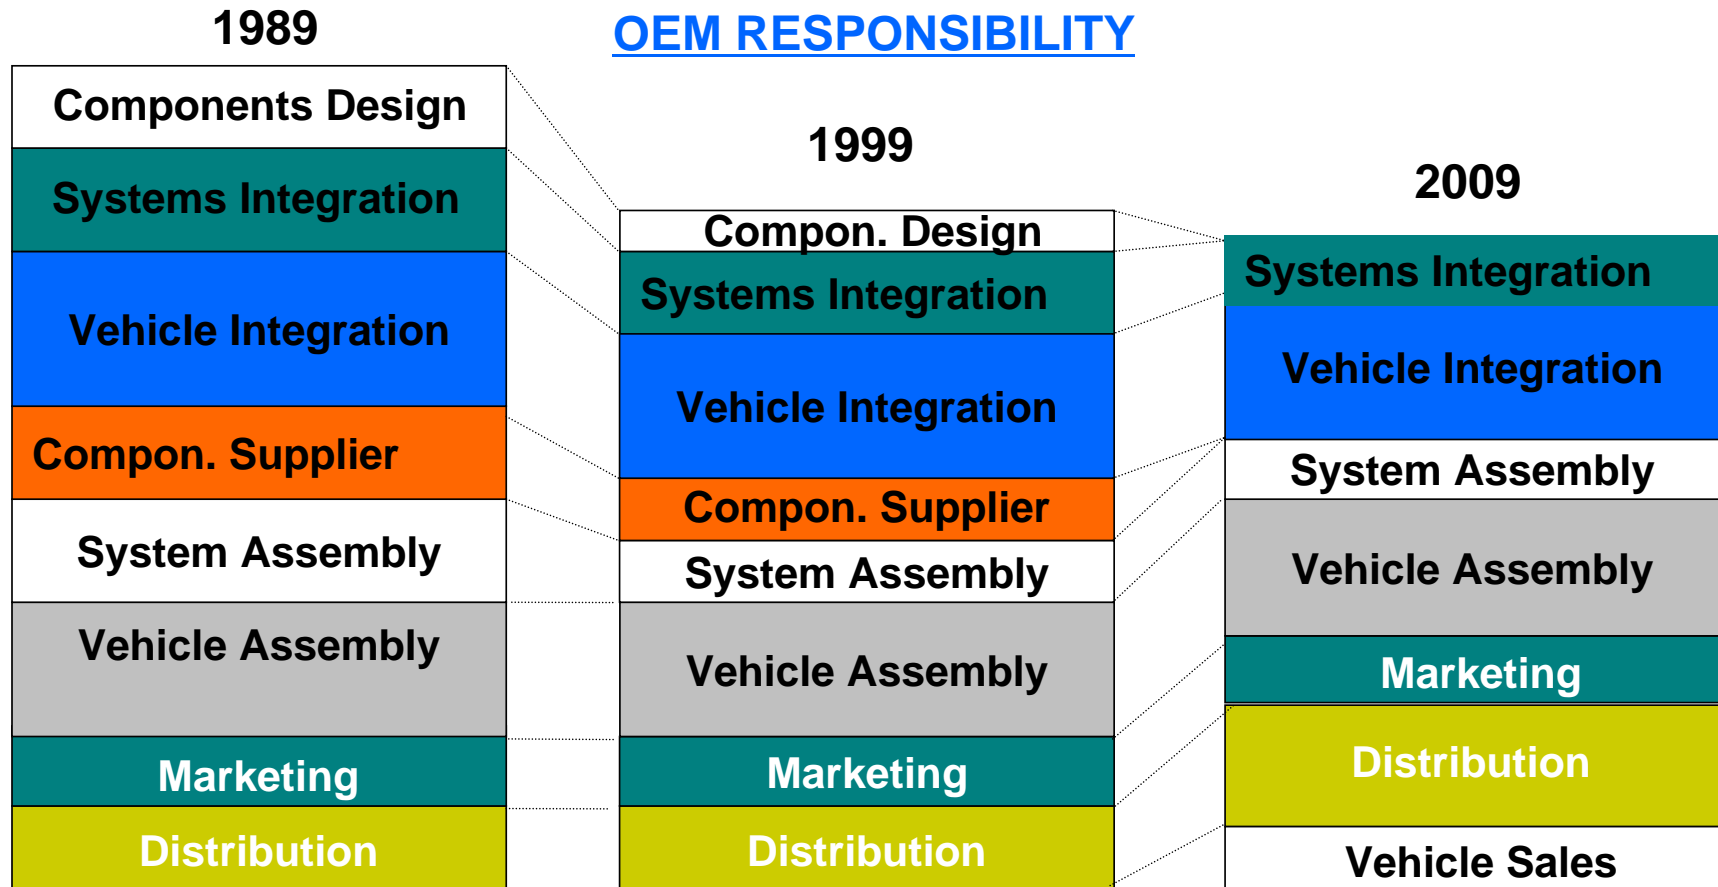 1989
OEM RESPONSIBILITY
Components Design
Systems Integration
Vehicle Integration
Compon. Supplier
System Assembly
Vehicle Assembly
Marketing
Distribution
1999
Compon. Design
Systems Integration
Vehicle Integration
Compon. Supplier
System Assembly
Vehicle Assembly
Marketing
Distribution
2009
Systems Integration
Vehicle Integration
System Assembly
Vehicle Assembly
Marketing
Distribution
Vehicle Sales